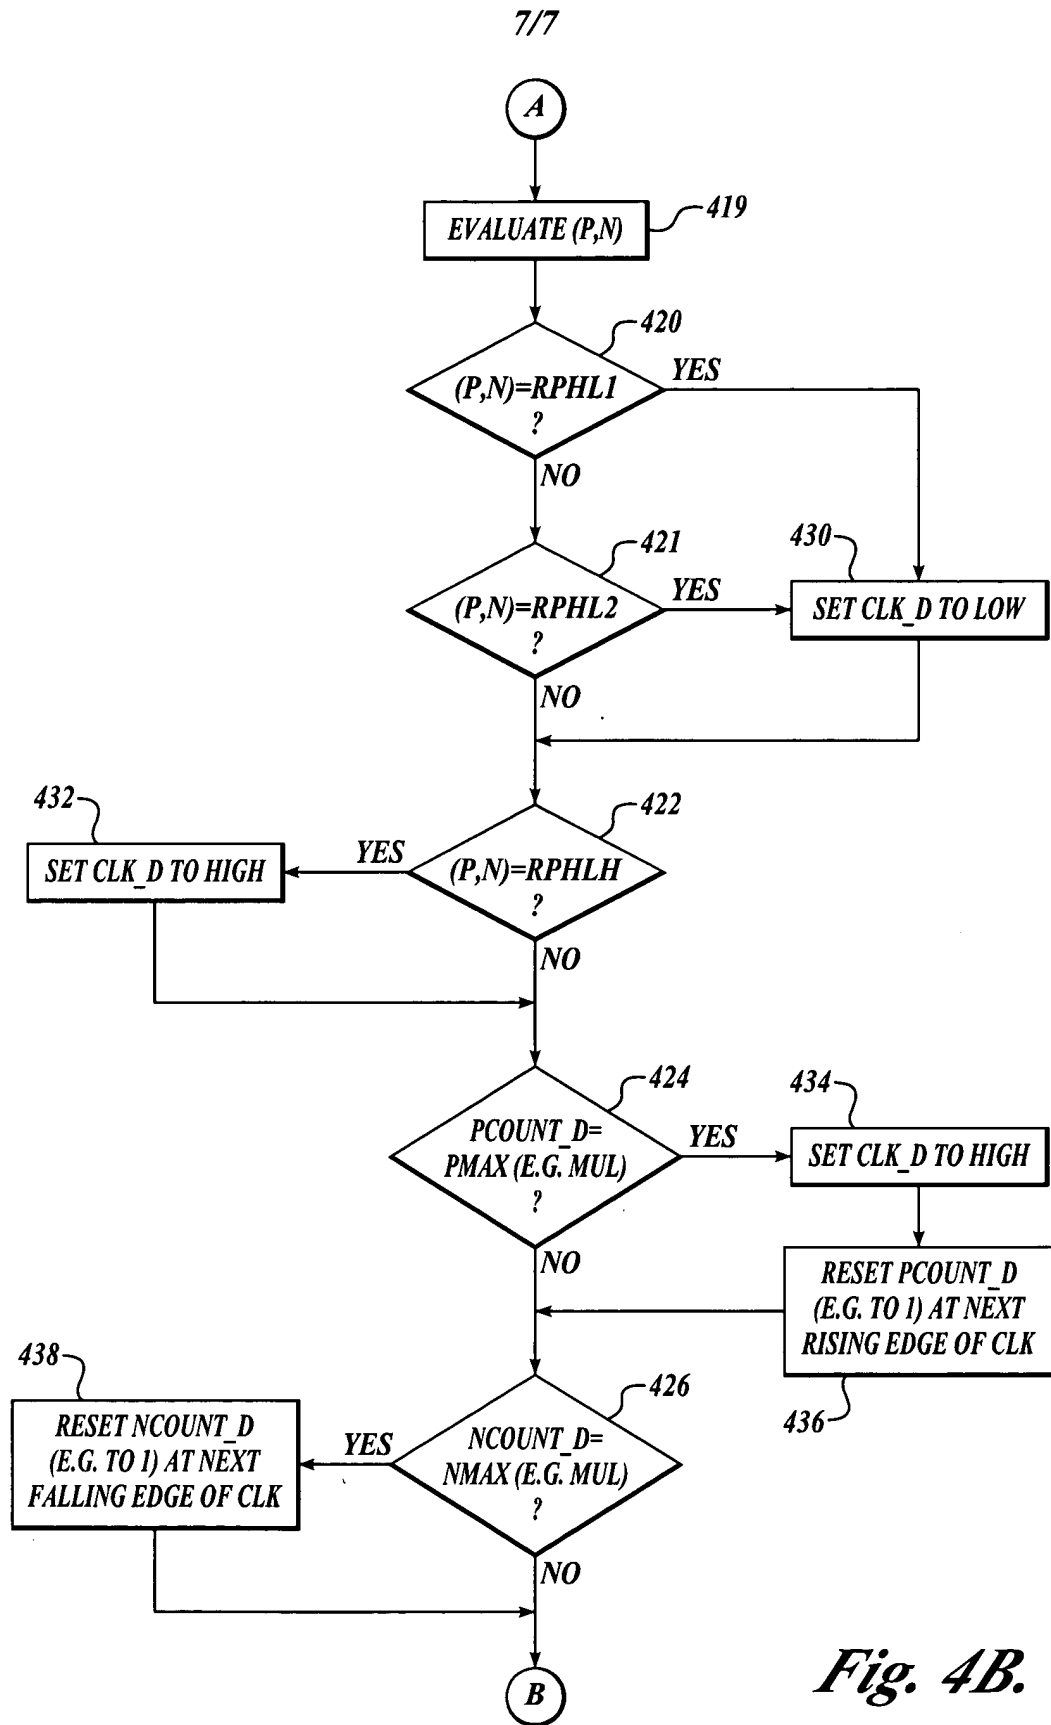 7/7
A
EVALUATE (P,N)
419
420
(P,N)=RPHL1
?
YES
NO
421
(P,N)=RPHL2
?
YES
NO
430
SET CLK_D TO LOW
422
(P,N)=RPHLH
?
YES
NO
432
SET CLK_D TO HIGH
424
PCOUNT_D=
PMAX (E.G. MUL)
?
YES
NO
434
SET CLK_D TO HIGH
RESET PCOUNT_D
(E.G. TO 1) AT NEXT
RISING EDGE OF CLK
436
426
NCOUNT_D=
NMAX (E.G. MUL)
?
YES
NO
438
RESET NCOUNT_D
(E.G. TO 1) AT NEXT
FALLING EDGE OF CLK
B
Fig. 4B.